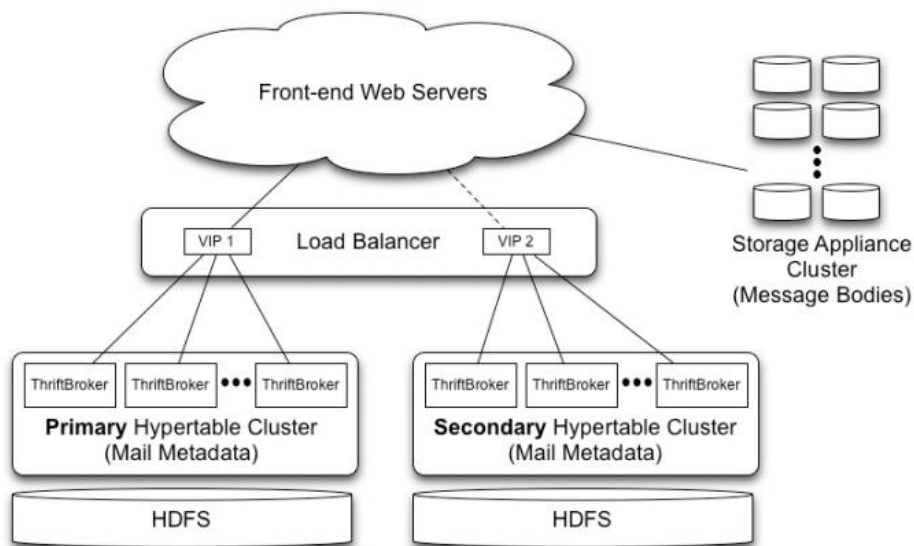 Front-end Web Servers
VIP 1
Load Balancer
VIP 2
Storage Appliance
Cluster
(Message Bodies)
ThriftBroker
ThriftBroker
ThriftBroker
Primary Hypertable Cluster
(Mail Metadata)
HDFS
ThriftBroker
ThriftBroker
ThriftBroker
Secondary Hypertable Cluster
(Mail Metadata)
HDFS